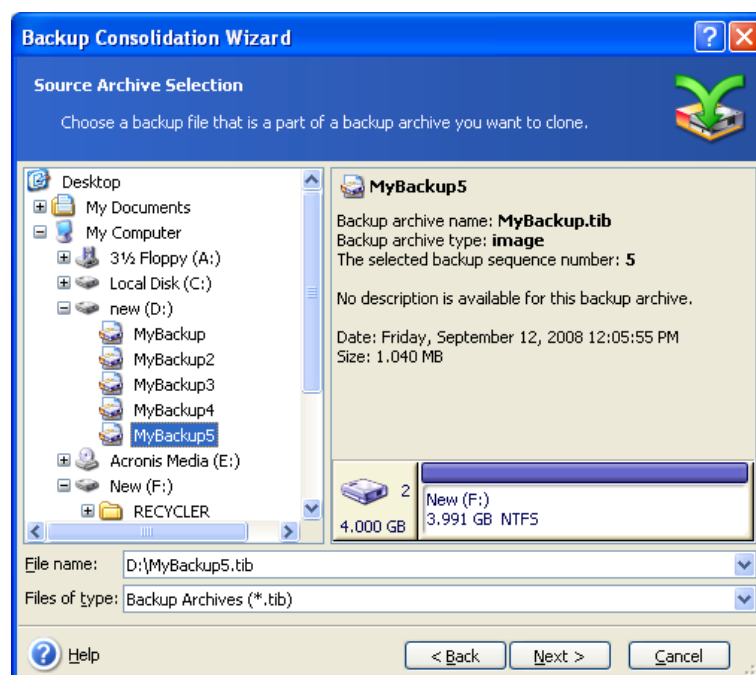 Backup Consolidation Wizard
Source Archive Selection
Choose a backup file that is a part of a backup archive you want to clone.
Desktop
My Documents
My Computer
3½ Floppy (A:)
Local Disk (C:)
new (D:)
MyBackup
MyBackup2
MyBackup3
MyBackup4
MyBackup5
Acronis Media (E:)
New (F:)
RECYCLER
MyBackup5
Backup archive name: MyBackup.tib
Backup archive type: image
The selected backup sequence number: 5
No description is available for this backup archive.
Date: Friday, September 12, 2008 12:05:55 PM
Size: 1.040 MB
2
4.000 GB
New (F:)
3.991 GB NTFS
File name: D:\MyBackup5.tib
Files of type: Backup Archives (*.tib)
Help
< Back
Next >
Cancel